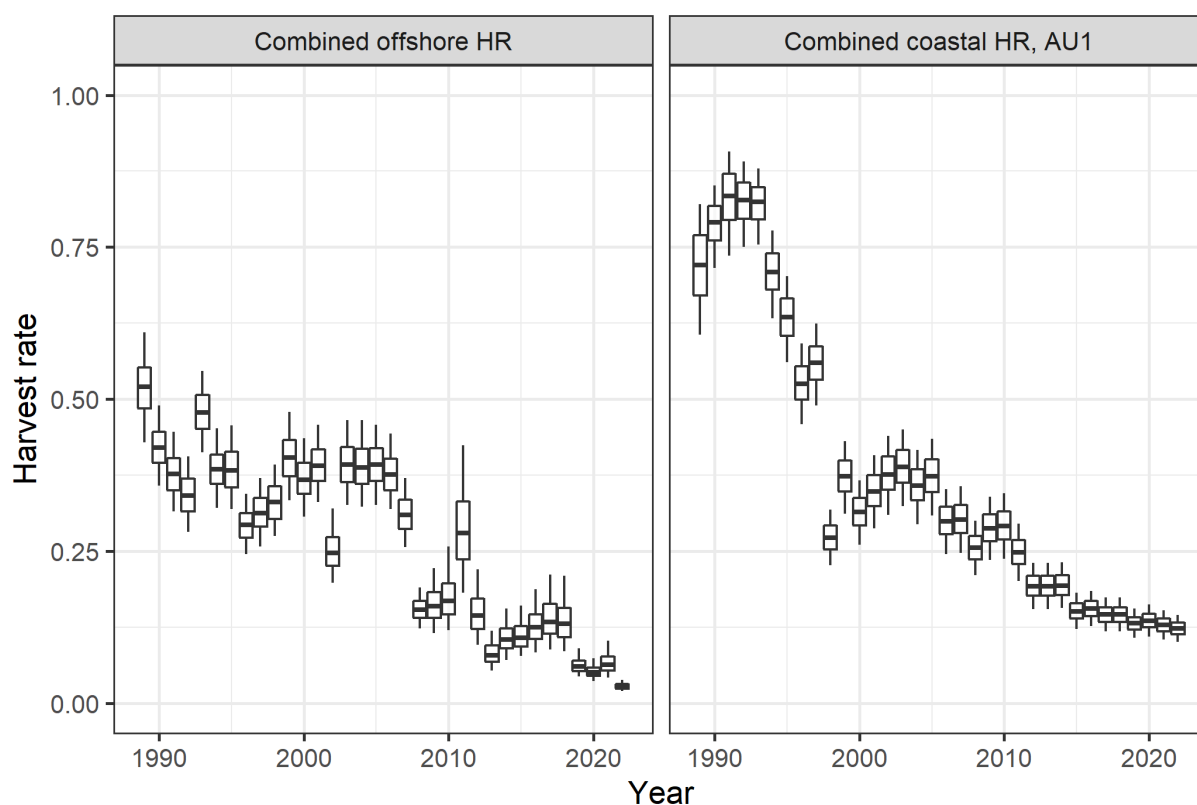 Combined offshore HR
Combined coastal HR, AU1
Harvest rate
1.00
0.75
0.50
0.25
0.00
1990 2000 2010 2020
1990 2000 2010 2020
Year